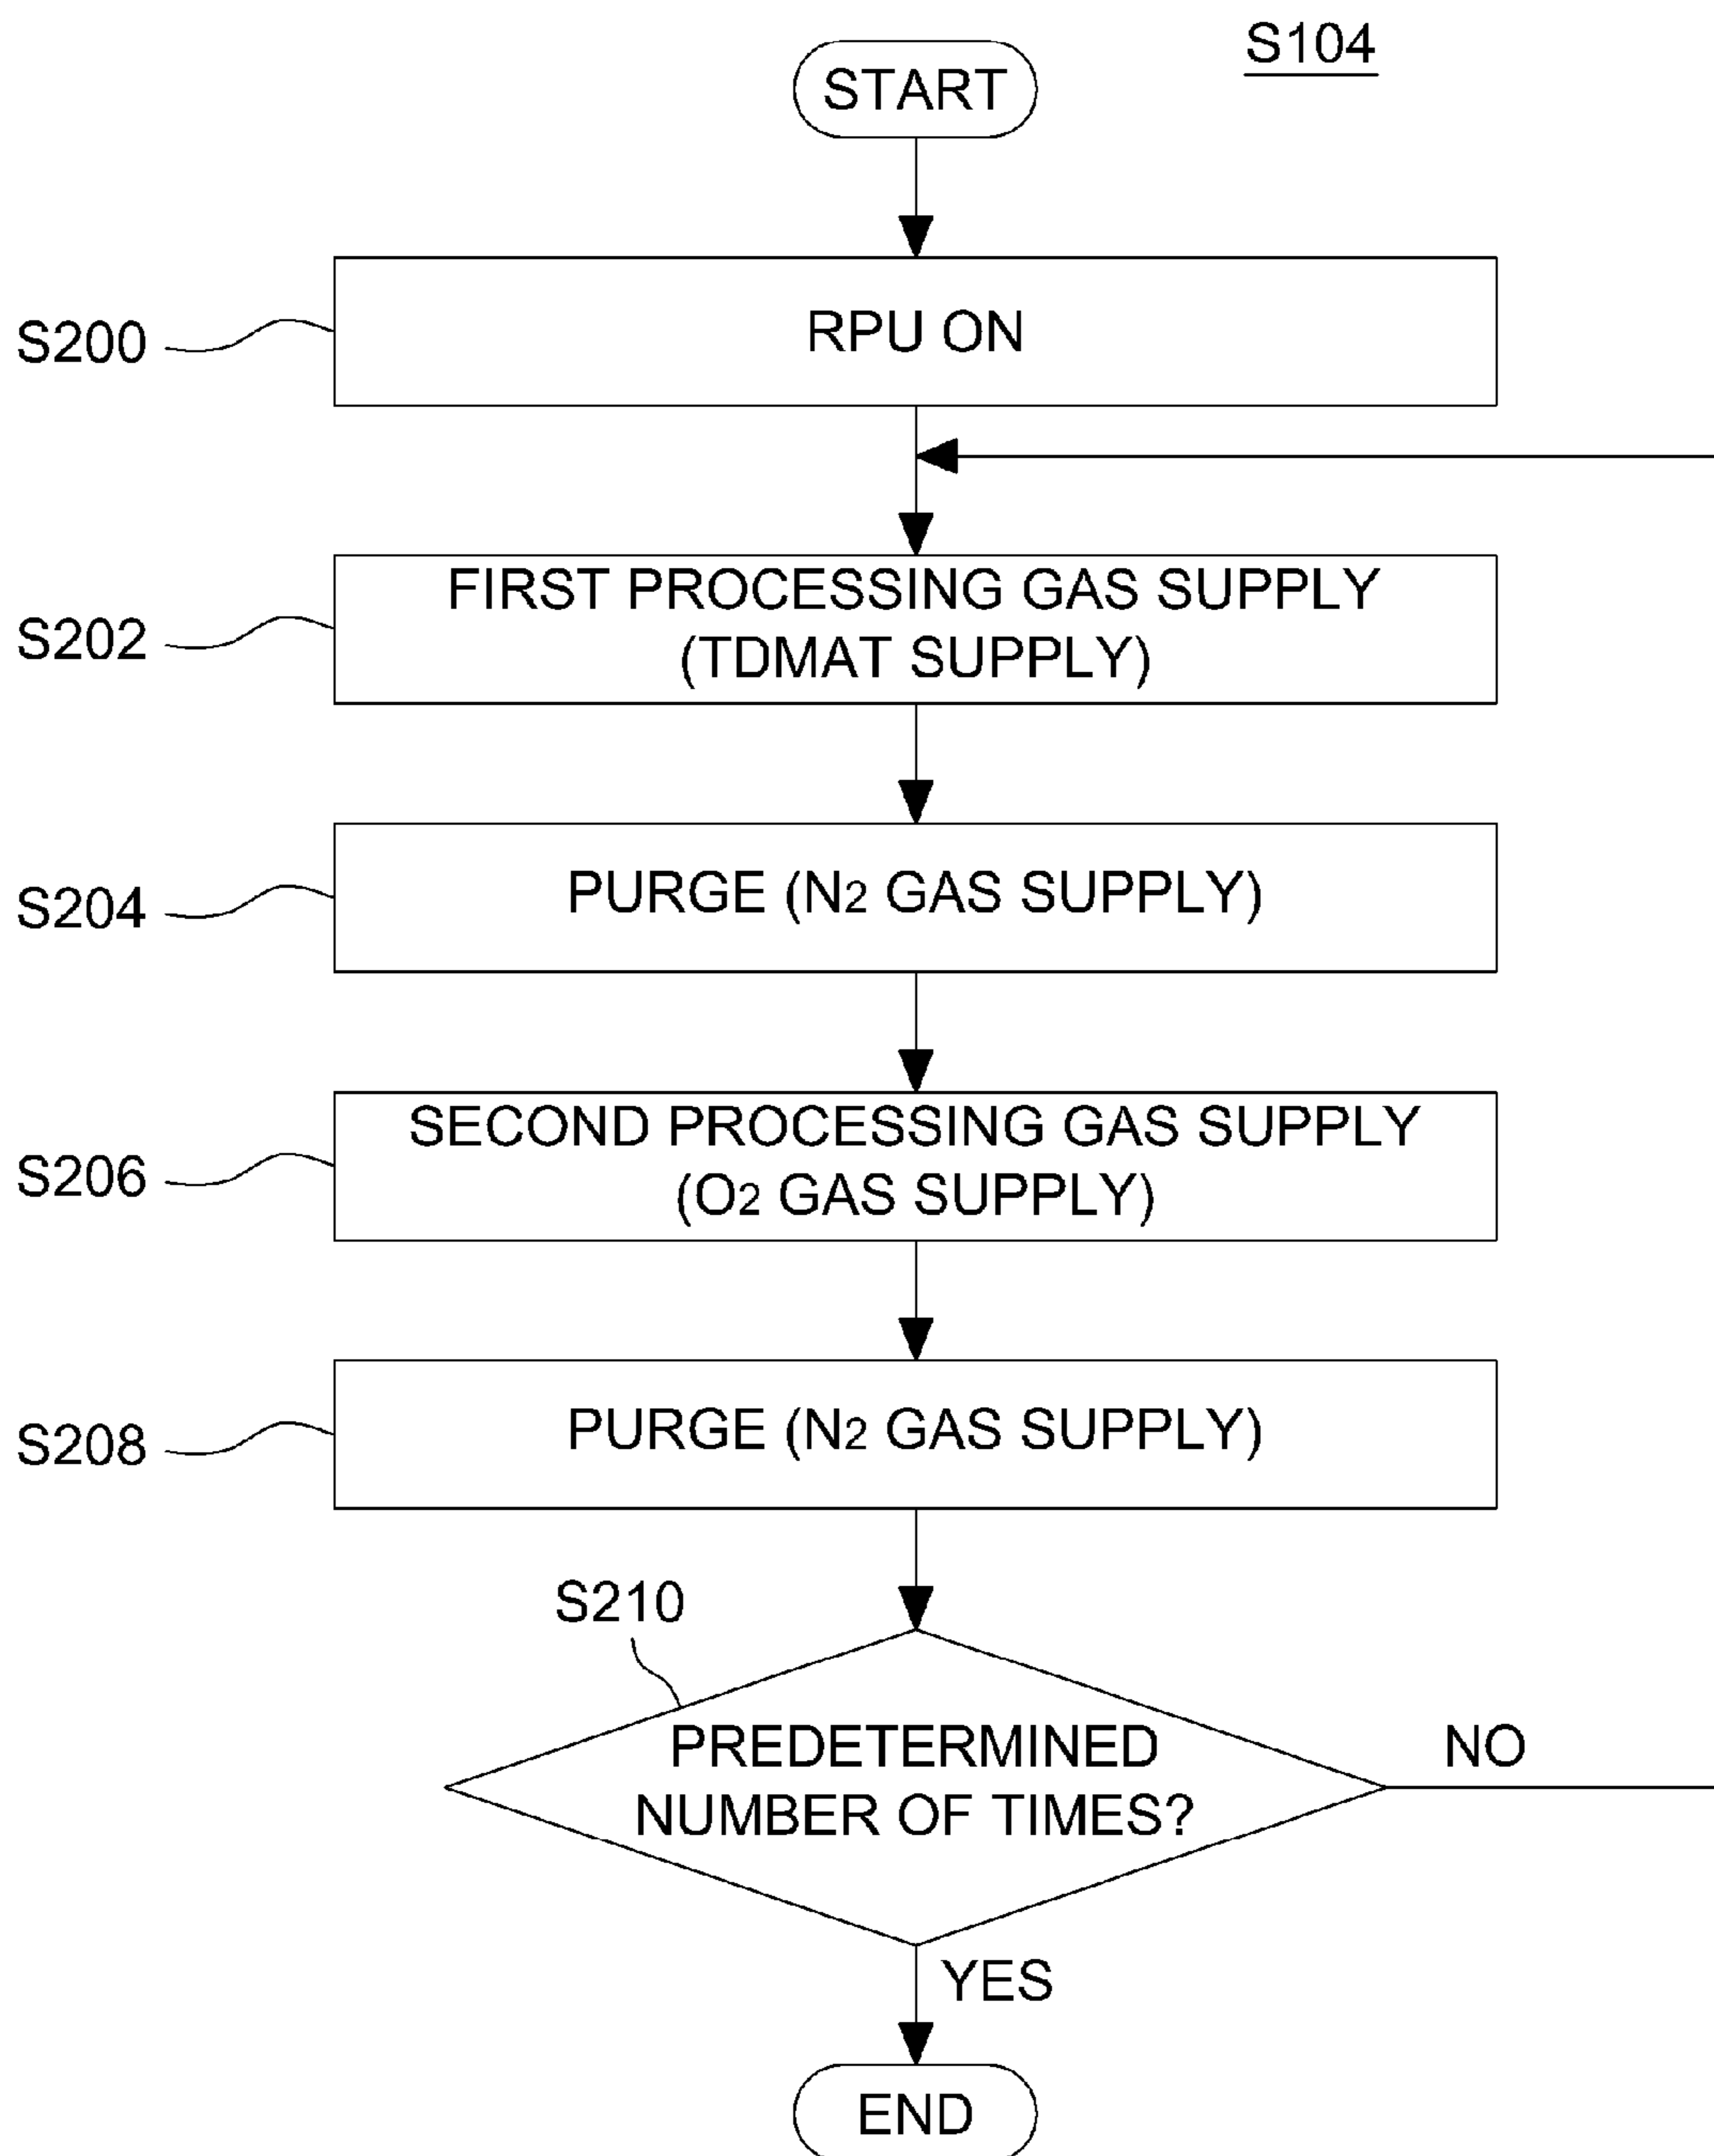 S104
START
S200
RPU ON
S202
FIRST PROCESSING GAS SUPPLY
(TDMAT SUPPLY)
S204
PURGE (N2 GAS SUPPLY)
S206
SECOND PROCESSING GAS SUPPLY
(O2 GAS SUPPLY)
S208
PURGE (N2 GAS SUPPLY)
S210
PREDETERMINED
NUMBER OF TIMES?
NO
YES
END